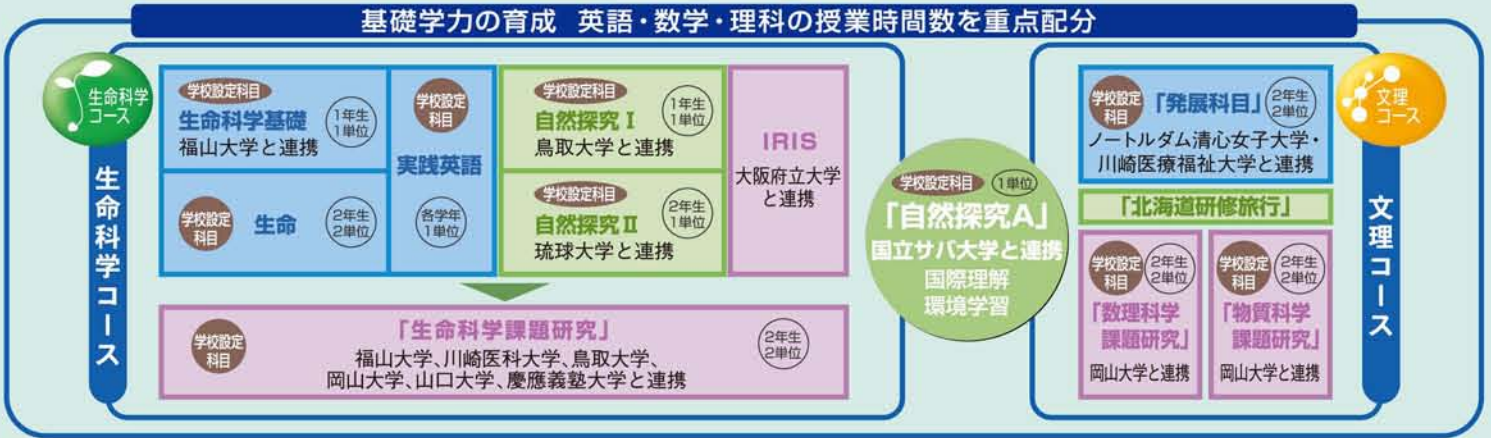 基礎学力の育成 英語・数学・理科の授業時間数を重点配分
生命科学
コース
生命科学コース
学校設定科目
生命科学基礎
1年生
1単位
福山大学と連携
学校設定
科目
生命
2年生
2単位
学校設定
科目
実践英語
各学年
1単位
学校設定科目
自然探究Ⅰ
1年生
1単位
鳥取大学と連携
学校設定科目
自然探究Ⅱ
2年生
1単位
琉球大学と連携
IRIS
大阪府立大学
と連携
学校設定
科目
「生命科学課題研究」
2年生
2単位
福山大学、川崎医科大学、鳥取大学、
岡山大学、山口大学、慶應義塾大学と連携
学校設定科目
1単位
「自然探究A」
国立サバ大学と連携
国際理解
環境学習
文理
コース
文理コース
学校設定
科目
「発展科目」
2年生
2単位
ノートルダム清心女子大学・
川崎医療福祉大学と連携
「北海道研修旅行」
学校設定
科目
2年生
2単位
「数理科学
課題研究」
岡山大学と連携
学校設定
科目
2年生
2単位
「物質科学
課題研究」
岡山大学と連携